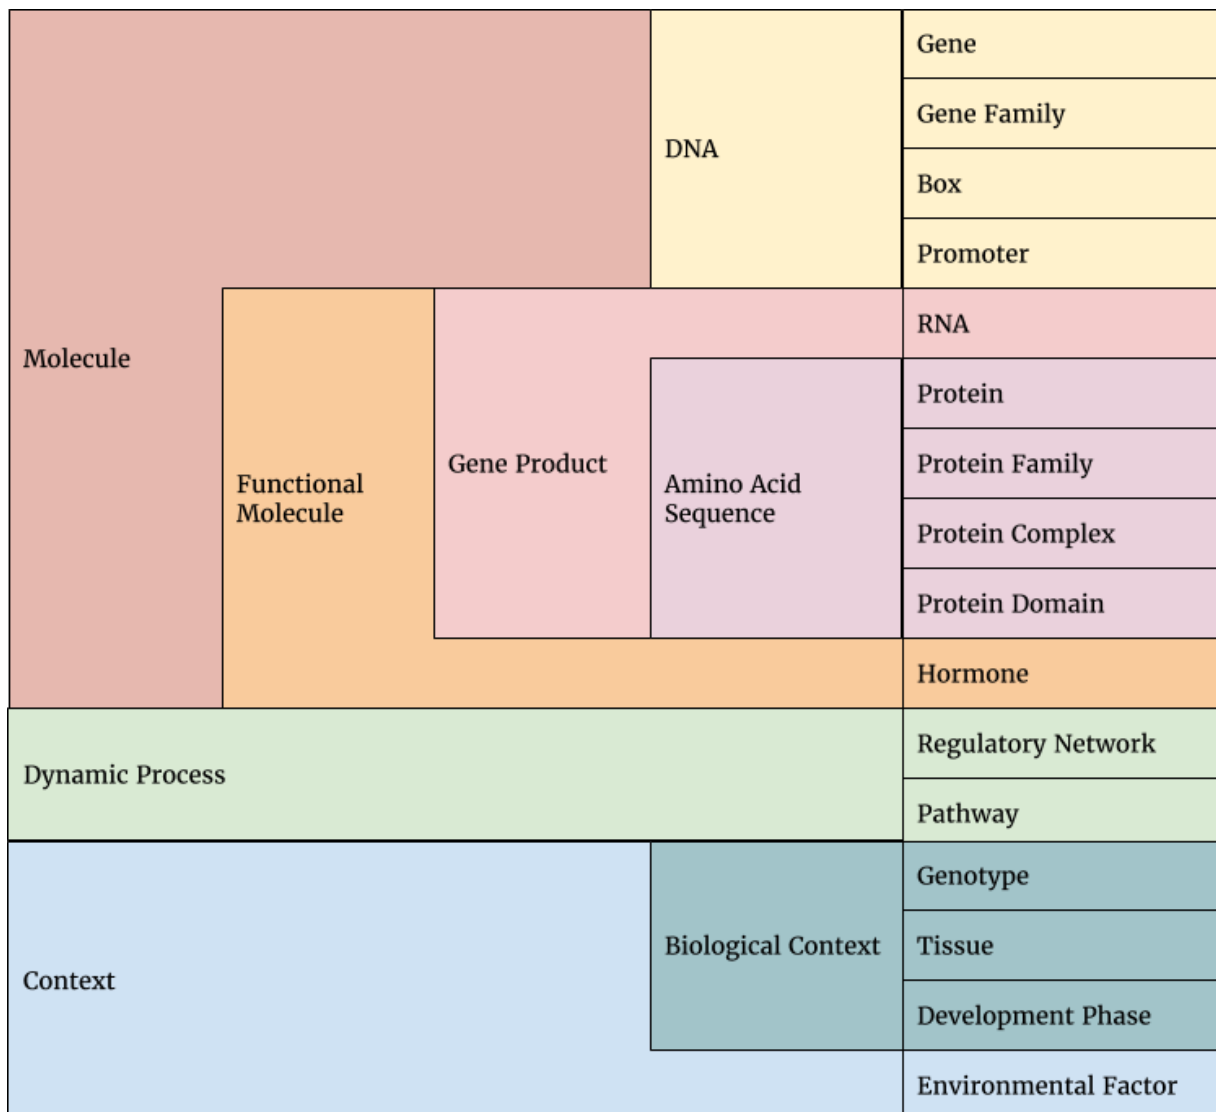 Molecule
DNA
Gene
Gene Family
Box
Promoter
Functional
Molecule
Gene Product
RNA
Amino Acid
Sequence
Protein
Protein Family
Protein Complex
Protein Domain
Hormone
Dynamic Process
Regulatory Network
Pathway
Context
Biological Context
Genotype
Tissue
Development Phase
Environmental Factor